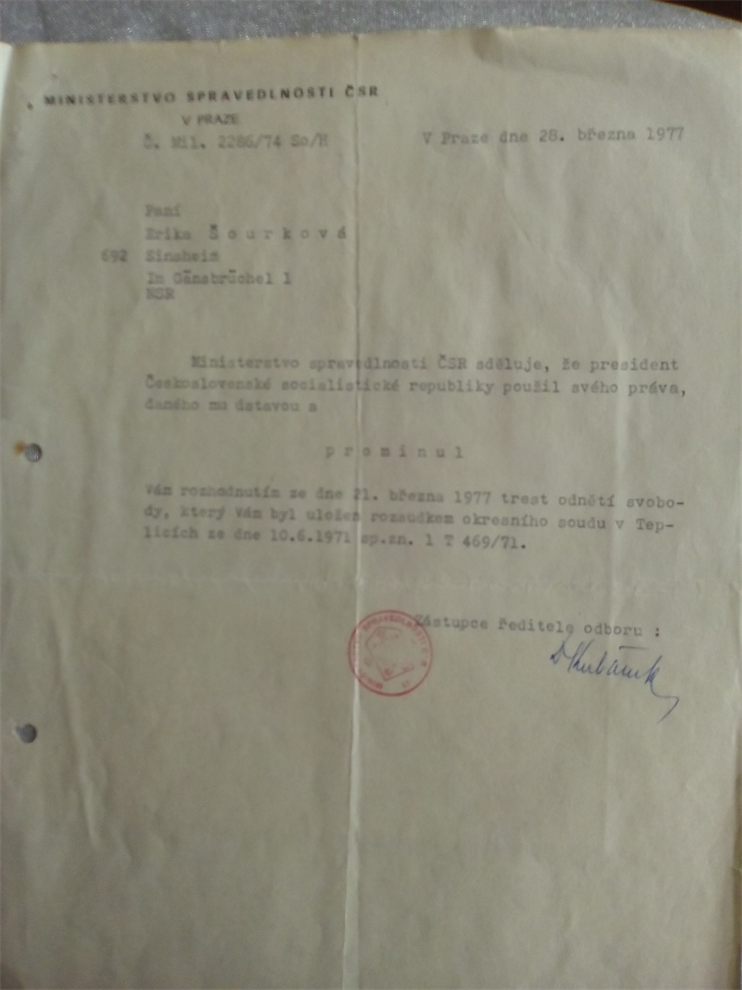 MINISTERSTVO SPRAVEDLNOSTI ČSR
V PRAZE
Č. Mil. 2286/74 So/H
V Praze dne 28. března 1977
Paní
Erika Š o u r k o v á
692 Sinsheim
In Gänsbrüchel 1
NSR
Ministerstvo spravedlnosti ČSR sděluje, že president
Československé socialistické republiky použil svého práva,
daného mu ústavou a
p r o m i n u l
Vám rozhodnutím ze dne 21. března 1977 trest odnětí svobo-
dy, který Vám byl uložen rozsudkem okresního soudu v Tep-
licích ze dne 10.6.1971 sp.zn. 1 T 469/71.
Zástupce ředitele odboru :